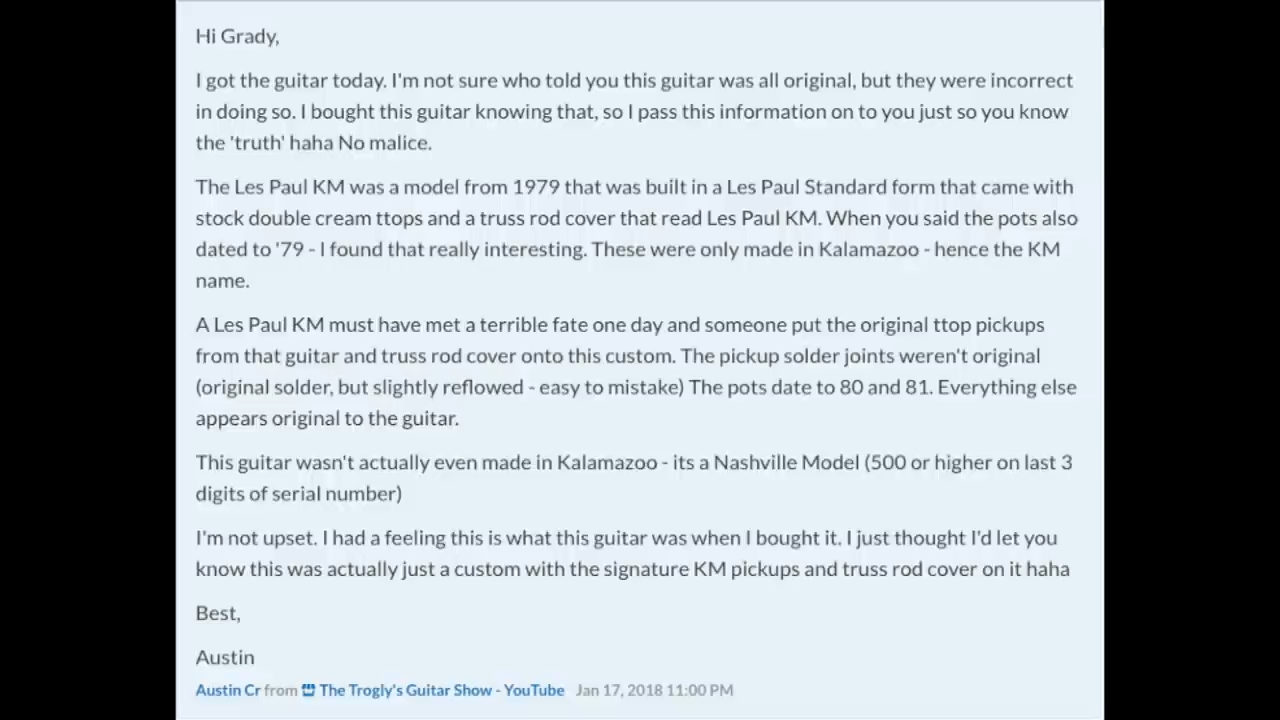 Hi Grady,
I got the guitar today. I'm not sure who told you this guitar was all original, but they were incorrect
in doing so. I bought this guitar knowing that, so I pass this information on to you just so you know
the 'truth' haha No malice.
The Les Paul KM was a model from 1979 that was built in a Les Paul Standard form that came with
stock double cream ttops and a truss rod cover that read Les Paul KM. When you said the pots also
dated to '79 - I found that really interesting. These were only made in Kalamazoo - hence the KM
name.
A Les Paul KM must have met a terrible fate one day and someone put the original ttop pickups
from that guitar and truss rod cover onto this custom. The pickup solder joints weren't original
(original solder, but slightly reflowed - easy to mistake) The pots date to 80 and 81. Everything else
appears original to the guitar.
This guitar wasn't actually even made in Kalamazoo - its a Nashville Model (500 or higher on last 3
digits of serial number)
I'm not upset. I had a feeling this is what this guitar was when I bought it. I just thought I'd let you
know this was actually just a custom with the signature KM pickups and truss rod cover on it haha
Best,
Austin
Austin Cr from The Trogly's Guitar Show - YouTube Jan 17, 2018 11:00 PM